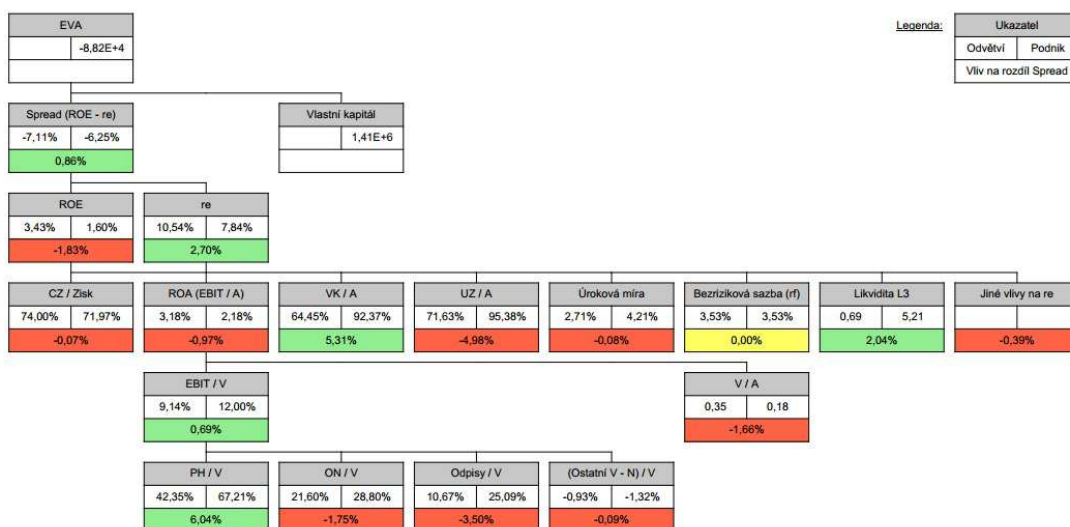 EVA
-8,82E+4
Legenda:
Ukazatel
Odvětví Podnik
Vliv na rozdíl Spread
Spread (ROE - re) Vlastní kapitál
-7,11% -6,25% 1,41E+6
0,86%
ROE re
3,43% 1,60% 10,54% 7,84%
-1,83% 2,70%
CZ / Zisk ROA (EBIT / A) VK / A UZ / A Úroková míra Bezriziková sazba (rf) Likvidita L3 Jiné vlivy na re
74,00% 71,97% 3,18% 2,18% 64,45% 92,37% 71,63% 95,38% 2,71% 4,21% 3,53% 3,53% 0,69 5,21
-0,07% -0,97% 5,31% -4,98% -0,08% 0,00% 2,04% -0,39%
EBIT / V V / A
9,14% 12,00% 0,35 0,18
0,69% -1,66%
PH / V ON / V Odpisy / V (Ostatní V - N) / V
42,35% 67,21% 21,60% 28,80% 10,67% 25,09% -0,93% -1,32%
6,04% -1,75% -3,50% -0,09%